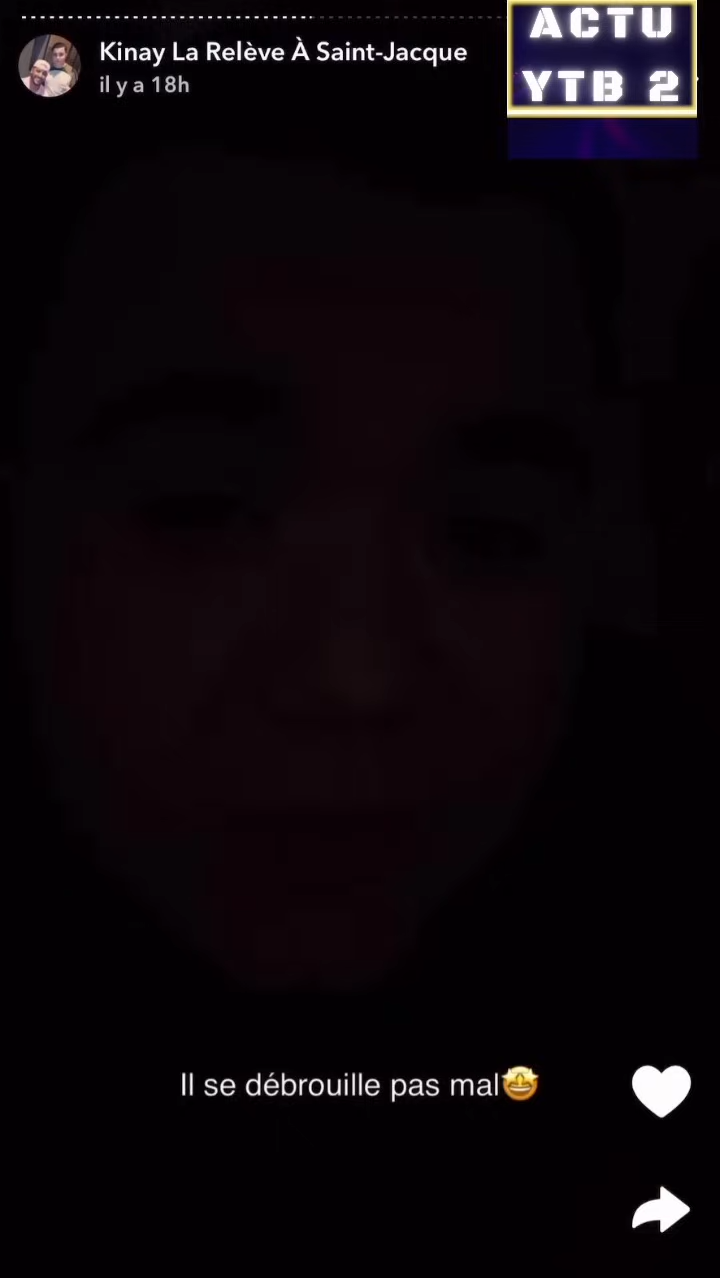 Kinay La Relève À Saint-Jacque
il y a 18h
ACTU
YTB 2
Il se débrouille pas mal🤩